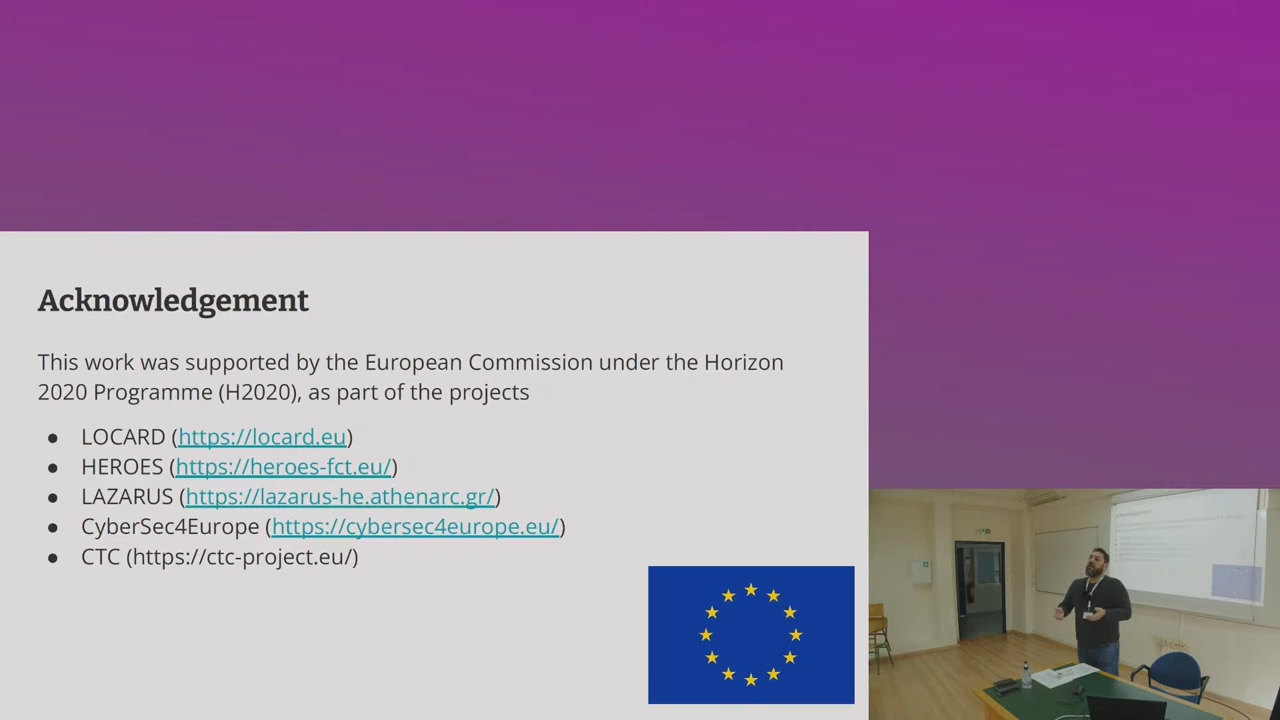 Acknowledgement
This work was supported by the European Commission under the Horizon
2020 Programme (H2020), as part of the projects
● LOCARD (https://locard.eu)
● HEROES (https://heroes-fct.eu/)
● LAZARUS (https://lazarus-he.athenarc.gr/)
● CyberSec4Europe (https://cybersec4europe.eu/)
● CTC (https://ctc-project.eu/)